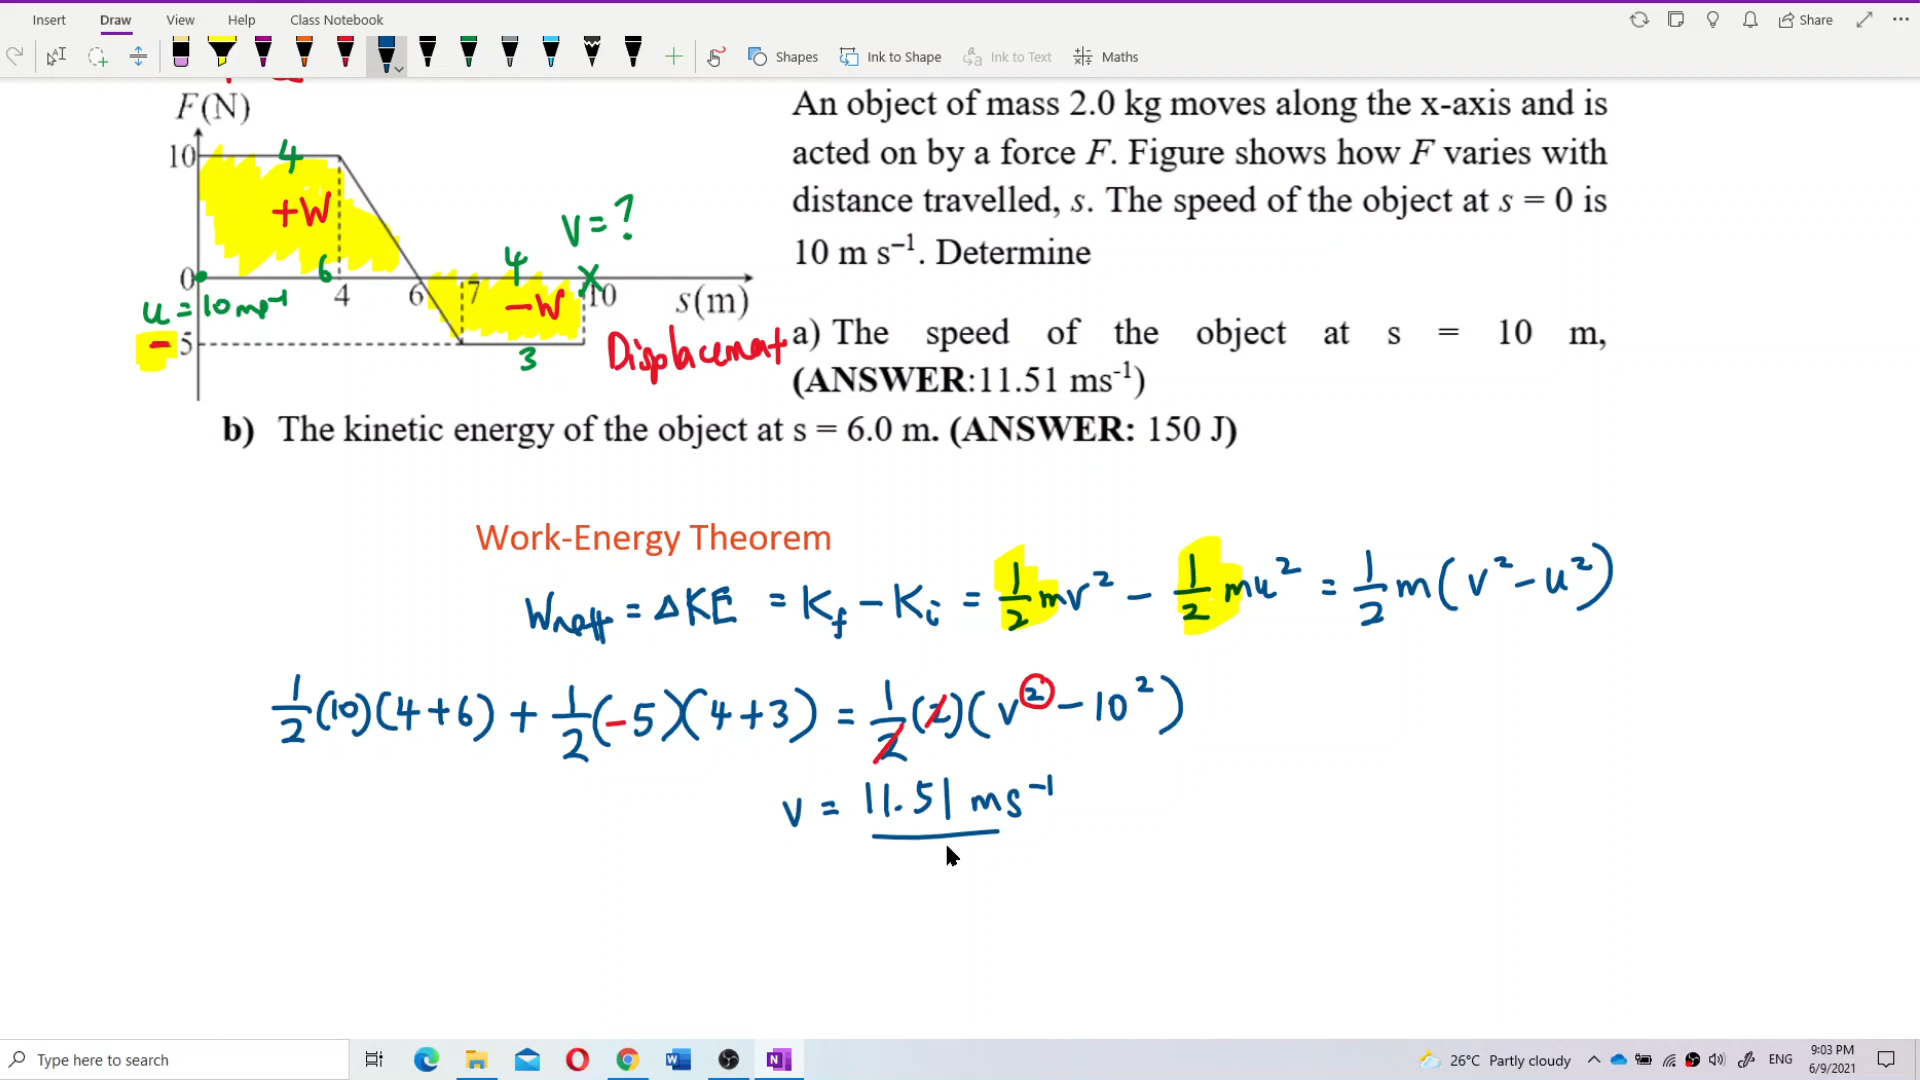 Insert Draw View Help Class Notebook Share
Shapes Ink to Shape Ink to Text Maths
F(N)
10 4
+W
v = ?
6 4
0 4 6 7 × 10 s(m)
u = 10 ms⁻¹ -W
-5 3 Displacement
An object of mass 2.0 kg moves along the x-axis and is
acted on by a force F. Figure shows how F varies with
distance travelled, s. The speed of the object at s = 0 is
10 m s⁻¹. Determine
a) The speed of the object at s = 10 m,
(ANSWER:11.51 ms⁻¹)
b) The kinetic energy of the object at s = 6.0 m. (ANSWER: 150 J)
Work-Energy Theorem
Wnett = ΔKE = Kf - Ki = 1/2 mv² - 1/2 mu² = 1/2 m(v² - u²)
1/2 (10)(4+6) + 1/2 (-5)(4+3) = 1/2 (2)(v² - 10²)
v = 11.51 ms⁻¹
Type here to search 26°C Partly cloudy ENG 9:03 PM
6/9/2021